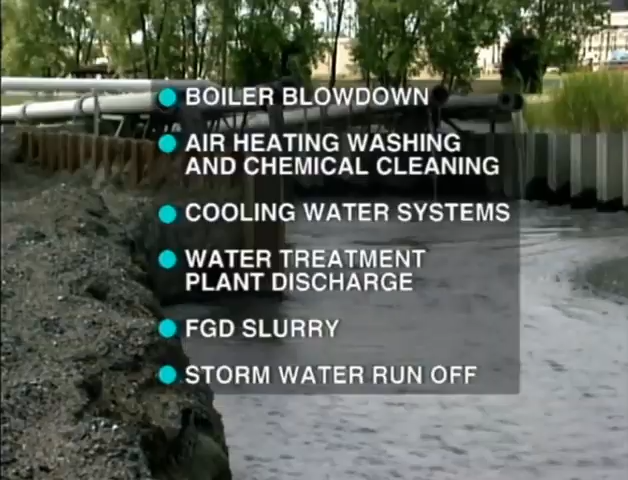 BOILER BLOWDOWN
AIR HEATING WASHING
AND CHEMICAL CLEANING
COOLING WATER SYSTEMS
WATER TREATMENT
PLANT DISCHARGE
FGD SLURRY
STORM WATER RUN OFF